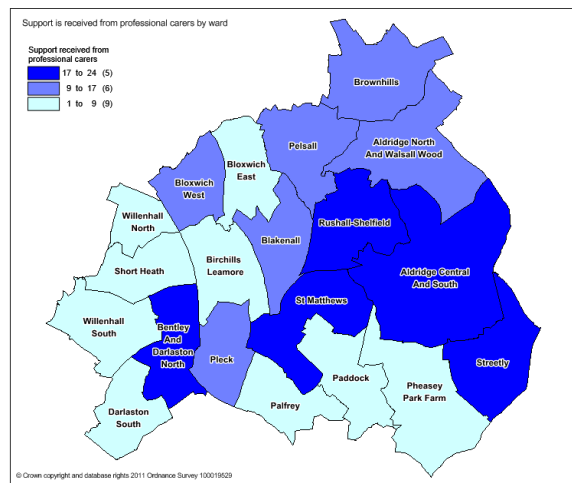 Support is received from professional carers by ward
Support received from
professional carers
17 to 24 (5)
9 to 17 (6)
1 to 9 (9)
Brownhills
Pelsall
Aldridge North
And Walsall Wood
Bloxwich
East
Bloxwich
West
Willenhall
North
Rushall-Shelfield
Blakenall
Birchills
Leamore
Short Heath
Aldridge Central
And South
St Matthews
Willenhall
South
Bentley
And
Darlaston
North
Pleck
Streetly
Paddock
Pheasey
Park Farm
Palfrey
Darlaston
South
© Crown copyright and database rights 2011 Ordnance Survey 100019529